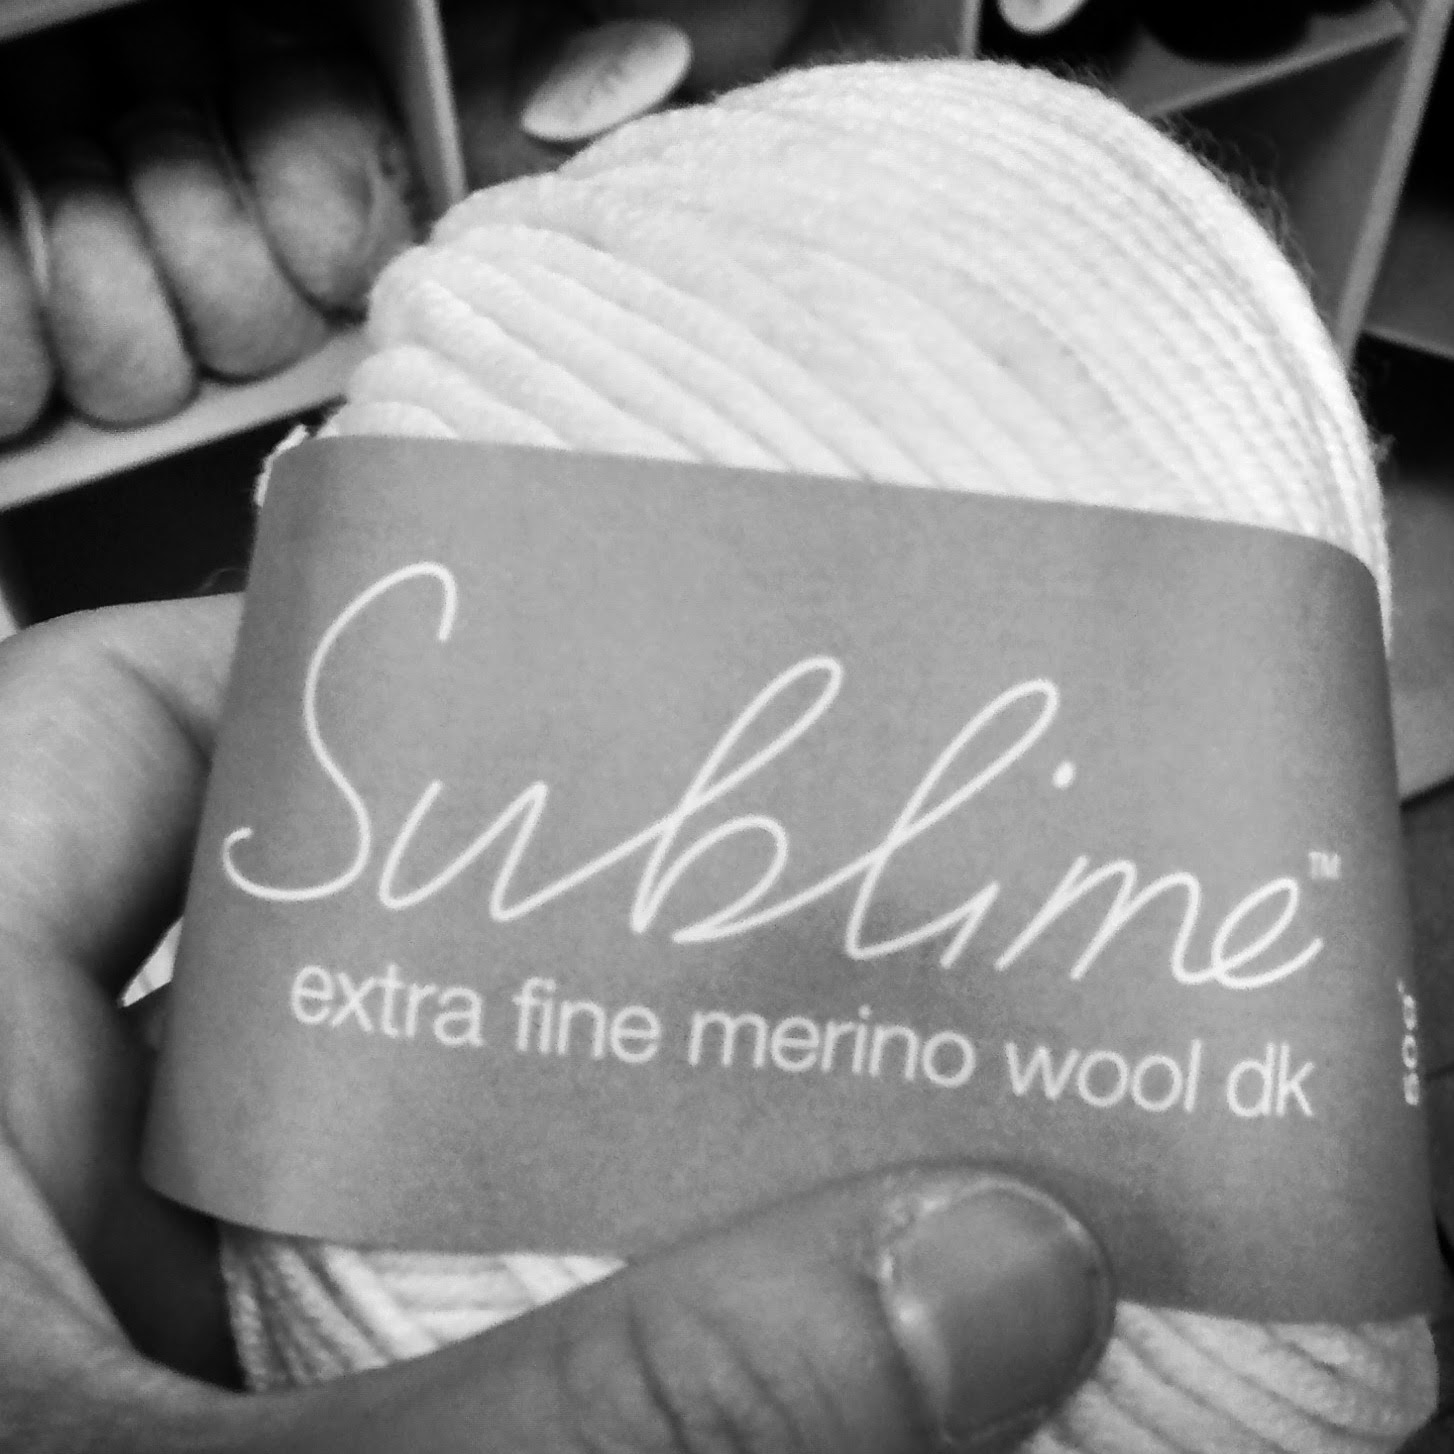 Sublime™
extra fine merino wool dk